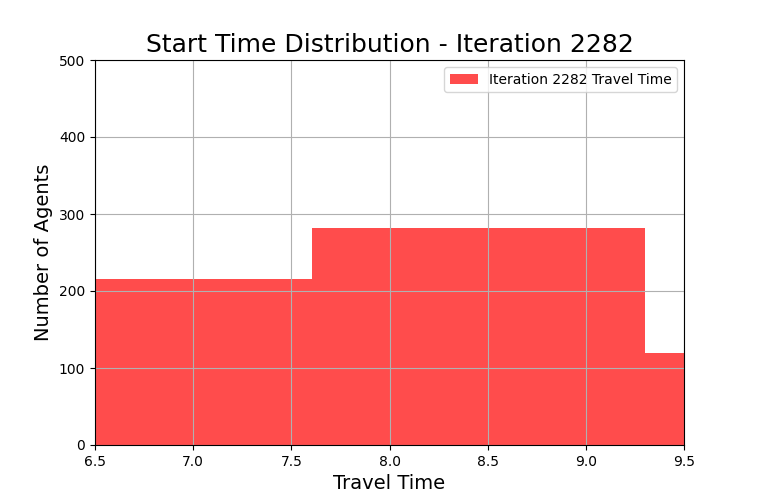 Start Time Distribution - Iteration 2282
Iteration 2282 Travel Time
Number of Agents
500
400
300
200
100
0
6.5 7.0 7.5 8.0 8.5 9.0 9.5
Travel Time